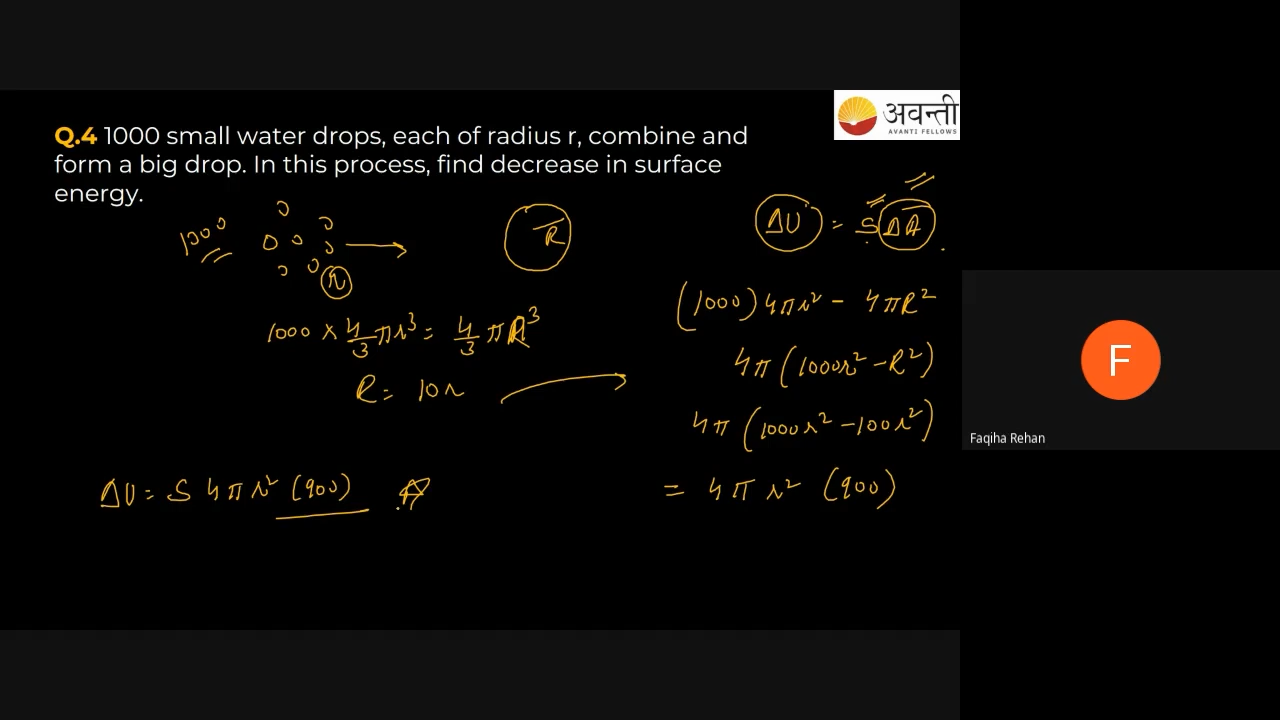 अवन्ती
AVANTI FELLOWS
Q.4 1000 small water drops, each of radius r, combine and
form a big drop. In this process, find decrease in surface
energy.
1000
r
R
ΔU = S ΔA
1000 × 4/3 πr³ = 4/3 πR³
R = 10r
(1000) 4πr² - 4πR²
4π (1000r² - R²)
4π (1000r² - 100r²)
= 4πr² (900)
ΔU = S 4πr² (900)
F
Faqiha Rehan